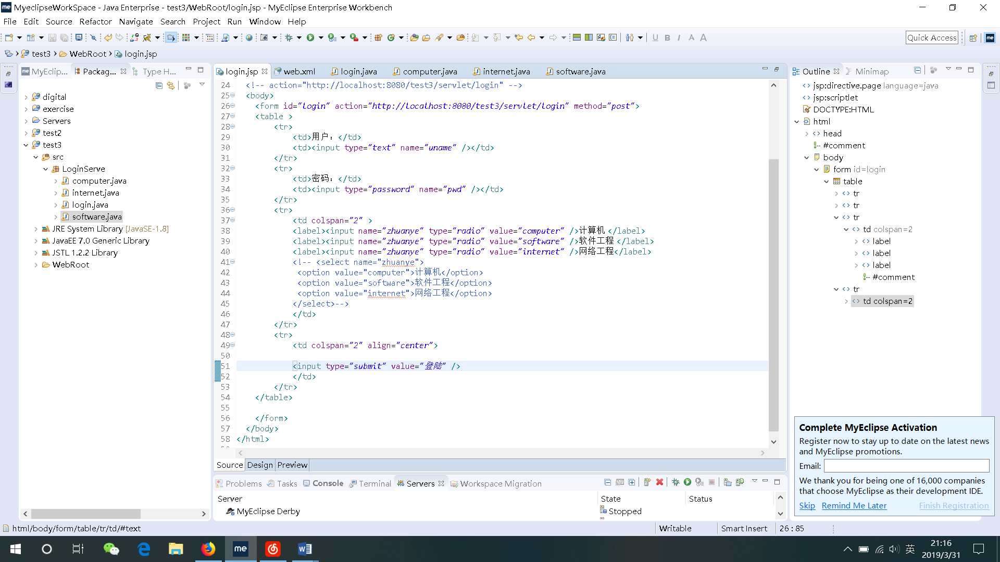 MyeclipseWorkSpace - Java Enterprise - test3/WebRoot/login.jsp - MyEclipse Enterprise Workbench
File Edit Source Refactor Navigate Search Project Run Window Help
Quick Access
test3 WebRoot login.jsp
MyEclip... Packag... Type H...
digital
exercise
Servers
test2
test3
src
LoginServe
computer.java
internet.java
login.java
software.java
JRE System Library [JavaSE-1.8]
JavaEE 7.0 Generic Library
JSTL 1.2.2 Library
WebRoot
login.jsp web.xml login.java computer.java internet.java software.java
24 <!-- action="http://localhost:8080/test3/servlet/login" -->
25 <body>
26 <form id="login" action="http://localhost:8080/test3/servlet/login" method="post">
27 <table >
28 <tr>
29 <td>用户：</td>
30 <td><input type="text" name="uname" /></td>
31 </tr>
32 <tr>
33 <td>密码：</td>
34 <td><input type="password" name="pwd" /></td>
35 </tr>
36 <tr>
37 <td colspan="2" >
38 <label><input name="zhuanye" type="radio" value="computer" />计算机 </label>
39 <label><input name="zhuanye" type="radio" value="software" />软件工程 </label>
40 <label><input name="zhuanye" type="radio" value="internet" />网络工程</label>
41 <!-- <select name="zhuanye">
42 <option value="computer">计算机</option>
43 <option value="software">软件工程</option>
44 <option value="internet">网络工程</option>
45 </select>-->
46 </td>
47 </tr>
48 <tr>
49 <td colspan="2" align="center">
50
51 <input type="submit" value="登陆" />
52 </td>
53 </tr>
54 </table>
55
56 </form>
57 </body>
58 </html>
Source Design Preview
Problems Tasks Console Terminal Servers Workspace Migration
Server State Status
MyEclipse Derby Stopped
Outline Minimap
jsp:directive.page language=java
jsp:scriptlet
DOCTYPE:HTML
html
head
#comment
body
form id=login
table
tr
tr
tr
td colspan=2
label
label
label
#comment
tr
td colspan=2
Complete MyEclipse Activation
Register now to stay up to date on the latest news
and MyEclipse promotions.
Email:
We thank you for being one of 16,000 companies
that choose MyEclipse as their development IDE.
Skip Remind Me Later Finish Registration
html/body/form/table/tr/td/#text Writable Smart Insert 26 : 85
me 英 21:16
2019/3/31